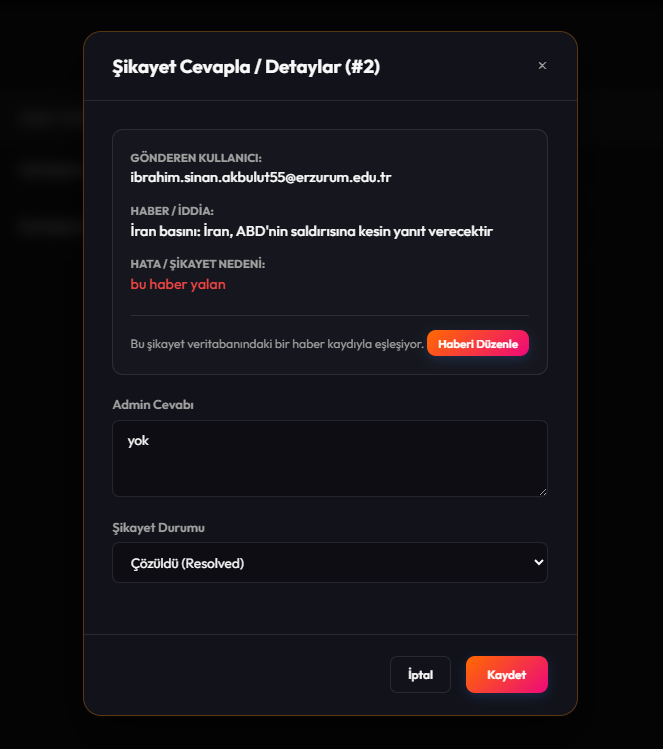 Şikayet Cevapla / Detaylar (#2)
×
GÖNDEREN KULLANICI:
ibrahim.sinan.akbulut55@erzurum.edu.tr
HABER / İDDİA:
İran basını: İran, ABD'nin saldırısına kesin yanıt verecektir
HATA / ŞİKAYET NEDENİ:
bu haber yalan
Bu şikayet veritabanındaki bir haber kaydıyla eşleşiyor. Haberi Düzenle
Admin Cevabı
yok
Şikayet Durumu
Çözüldü (Resolved)
İptal Kaydet